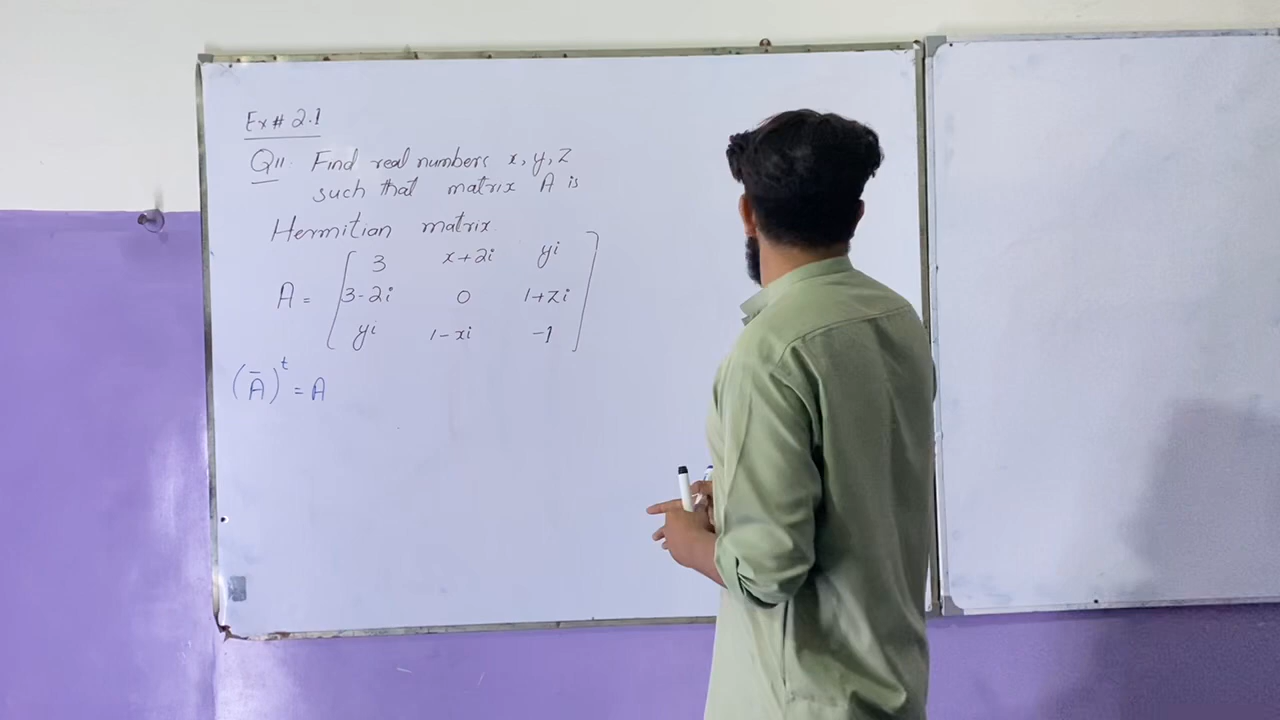 Ex# 2.1
Q11. Find real numbers x, y, z
such that matrix A is
Hermitian matrix.
3 x+2i yi
A = 3-2i 0 1+zi
yi 1-xi -1
(Ā)ᵗ = A